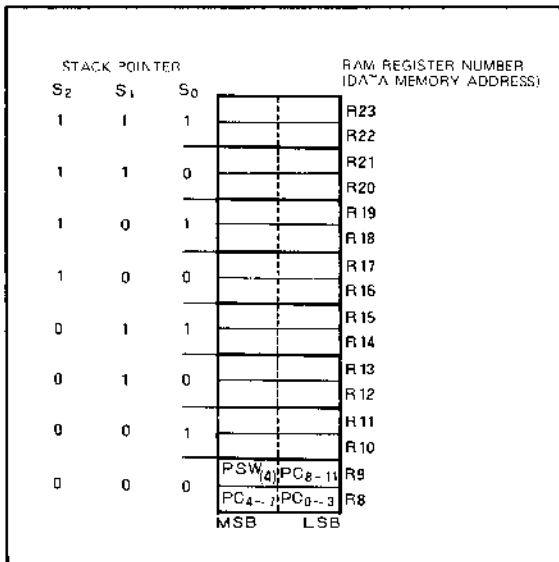 STACK POINTER
RAM REGISTER NUMBER
(DATA MEMORY ADDRESS)
S2 S1 S0
R23
1 1 1
R22
R21
1 1 0
R20
R19
1 0 1
R18
R17
1 0 0
R16
R15
0 1 1
R14
R13
0 1 0
R12
R11
0 0 1
R10
PSW(4) PC8-11 R9
0 0 0
PC4-7 PC0-3 R8
MSB LSB